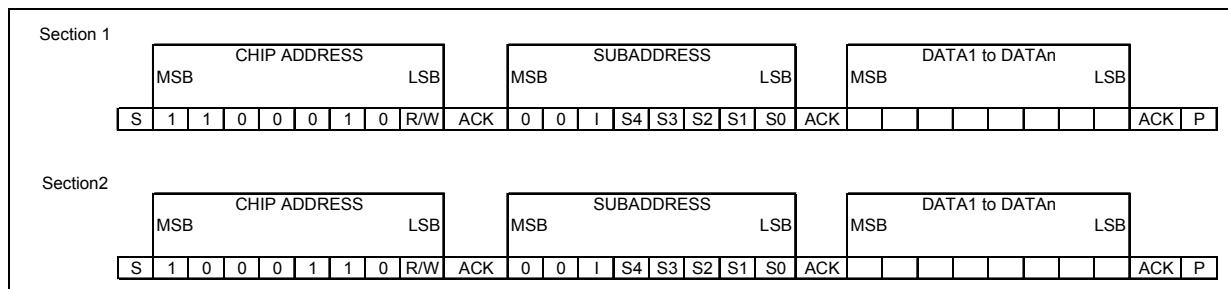 Section 1
CHIP ADDRESS SUBADDRESS DATA1 to DATAn
MSB LSB MSB LSB MSB LSB
S 1 1 0 0 0 1 0 R/W ACK 0 0 I S4 S3 S2 S1 S0 ACK ACK P
Section2
CHIP ADDRESS SUBADDRESS DATA1 to DATAn
MSB LSB MSB LSB MSB LSB
S 1 0 0 0 1 1 0 R/W ACK 0 0 I S4 S3 S2 S1 S0 ACK ACK P